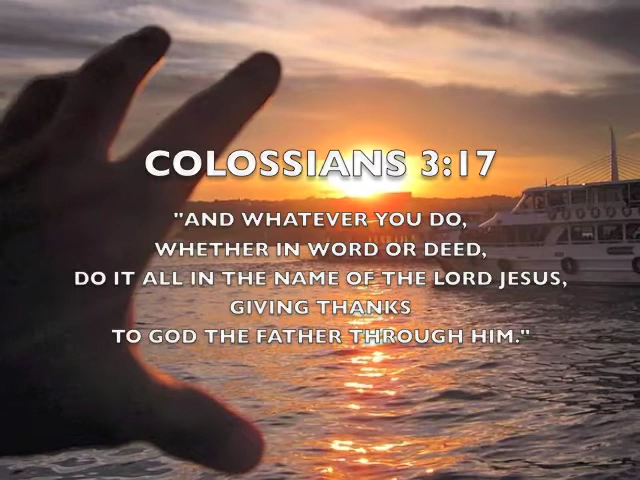 COLOSSIANS 3:17
"AND WHATEVER YOU DO,
WHETHER IN WORD OR DEED,
DO IT ALL IN THE NAME OF THE LORD JESUS,
GIVING THANKS
TO GOD THE FATHER THROUGH HIM."